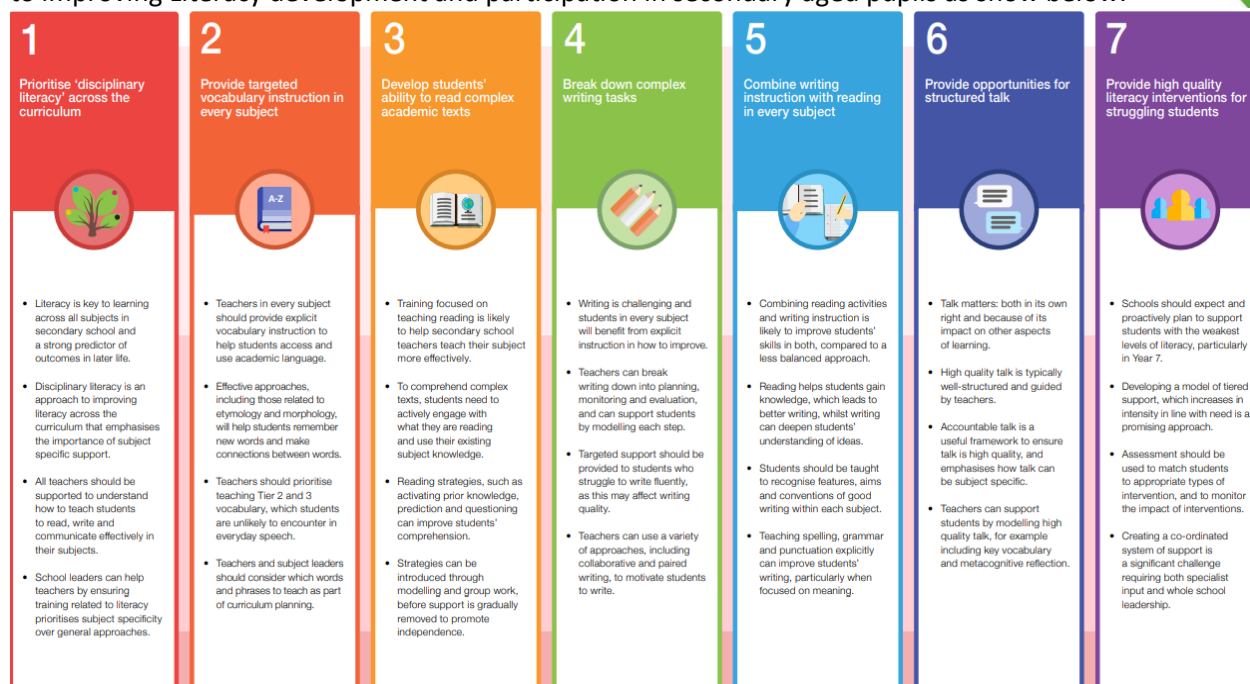 to improving Literacy development and participation in secondary aged pupils as show below:
1
Prioritise ‘disciplinary
literacy’ across the
curriculum
• Literacy is key to learning
across all subjects in
secondary school and
a strong predictor of
outcomes in later life.
• Disciplinary literacy is an
approach to improving
literacy across the
curriculum that emphasises
the importance of subject
specific support.
• All teachers should be
supported to understand
how to teach students
to read, write and
communicate effectively in
their subjects.
• School leaders can help
teachers by ensuring
training related to literacy
prioritises subject specificity
over general approaches.
2
Provide targeted
vocabulary instruction in
every subject
A-Z
• Teachers in every subject
should provide explicit
vocabulary instruction to
help students access and
use academic language.
• Effective approaches,
including those related to
etymology and morphology,
will help students remember
new words and make
connections between words.
• Teachers should prioritise
teaching Tier 2 and 3
vocabulary, which students
are unlikely to encounter in
everyday speech.
• Teachers and subject leaders
should consider which words
and phrases to teach as part
of curriculum planning.
3
Develop students’
ability to read complex
academic texts
• Training focused on
teaching reading is likely
to help secondary school
teachers teach their subject
more effectively.
• To comprehend complex
texts, students need to
actively engage with
what they are reading
and use their existing
subject knowledge.
• Reading strategies, such as
activating prior knowledge,
prediction and questioning
can improve students’
comprehension.
• Strategies can be
introduced through
modelling and group work,
before support is gradually
removed to promote
independence.
4
Break down complex
writing tasks
• Writing is challenging and
students in every subject
will benefit from explicit
instruction in how to improve.
• Teachers can break
writing down into planning,
monitoring and evaluation,
and can support students
by modelling each step.
• Targeted support should be
provided to students who
struggle to write fluently,
as this may affect writing
quality.
• Teachers can use a variety
of approaches, including
collaborative and paired
writing, to motivate students
to write.
5
Combine writing
instruction with reading
in every subject
• Combining reading activities
and writing instruction is
likely to improve students’
skills in both, compared to a
less balanced approach.
• Reading helps students gain
knowledge, which leads to
better writing, whilst writing
can deepen students’
understanding of ideas.
• Students should be taught
to recognise features, aims
and conventions of good
writing within each subject.
• Teaching spelling, grammar
and punctuation explicitly
can improve students’
writing, particularly when
focused on meaning.
6
Provide opportunities for
structured talk
• Talk matters: both in its own
right and because of its
impact on other aspects
of learning.
• High quality talk is typically
well-structured and guided
by teachers.
• Accountable talk is a
useful framework to ensure
talk is high quality, and
emphasises how talk can
be subject specific.
• Teachers can support
students by modelling high
quality talk, for example
including key vocabulary
and metacognitive reflection.
7
Provide high quality
literacy interventions for
struggling students
• Schools should expect and
proactively plan to support
students with the weakest
levels of literacy, particularly
in Year 7.
• Developing a model of tiered
support, which increases in
intensity in line with need is a
promising approach.
• Assessment should be
used to match students
to appropriate types of
intervention, and to monitor
the impact of interventions.
• Creating a co-ordinated
system of support is
a significant challenge
requiring both specialist
input and whole school
leadership.